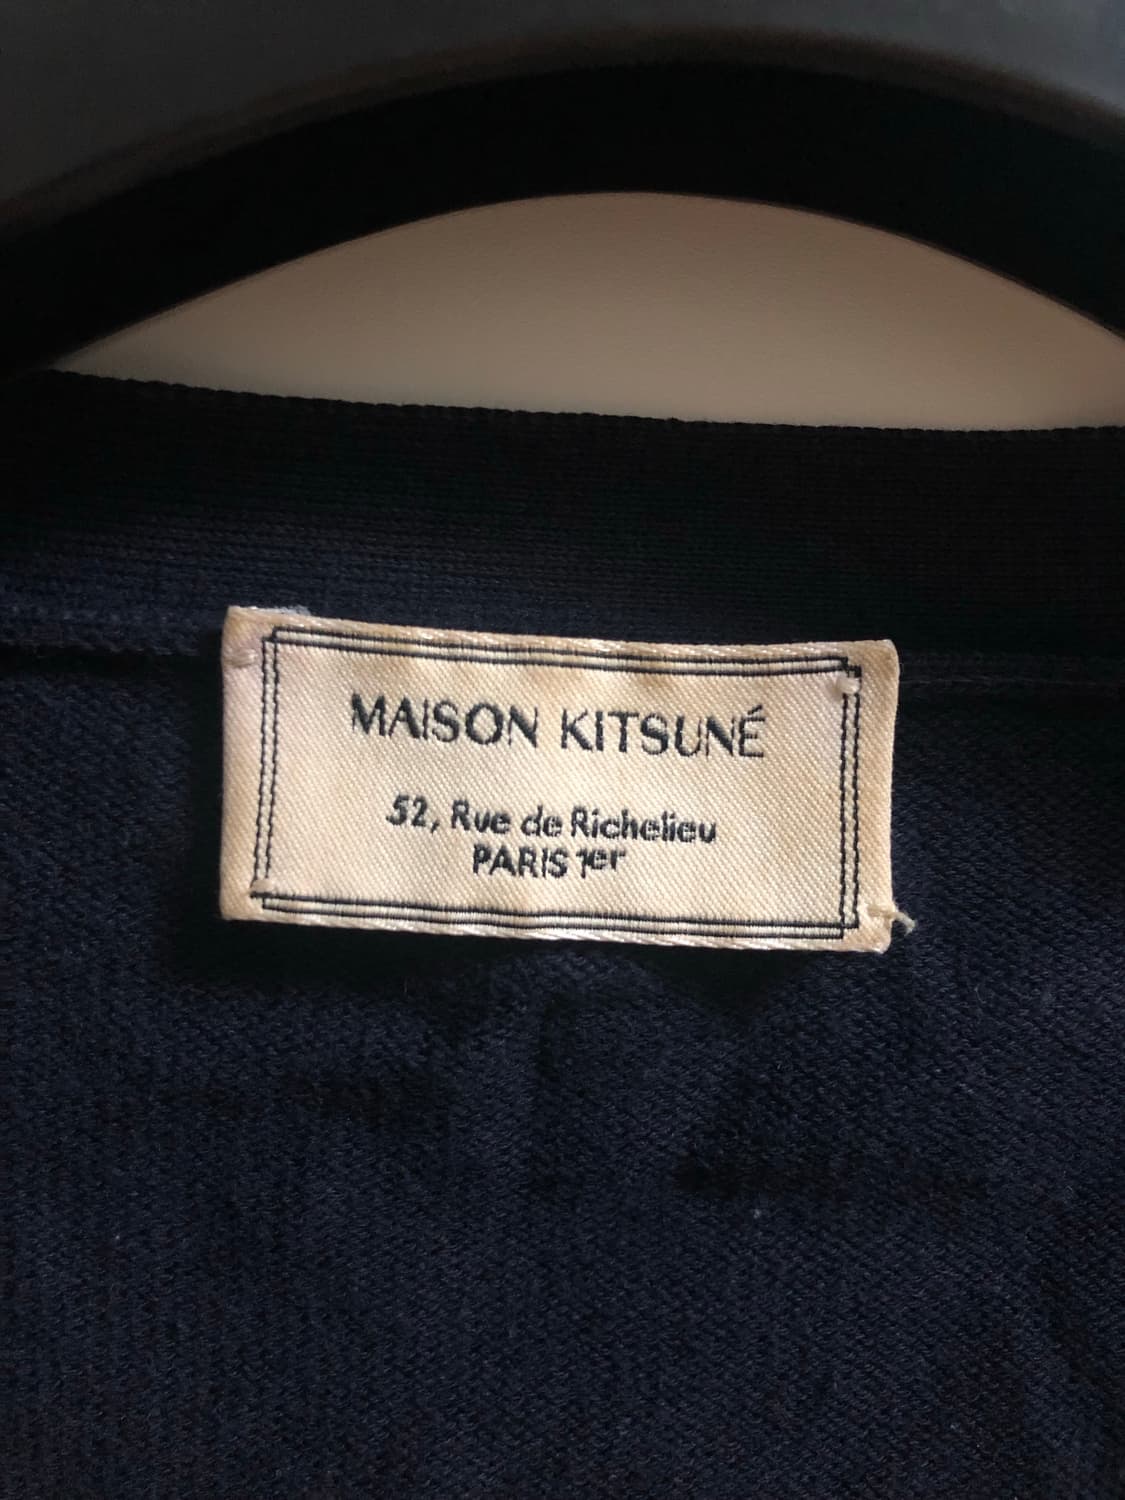 MAISON KITSUNÉ
52, Rue de Richelieu
PARIS 1er